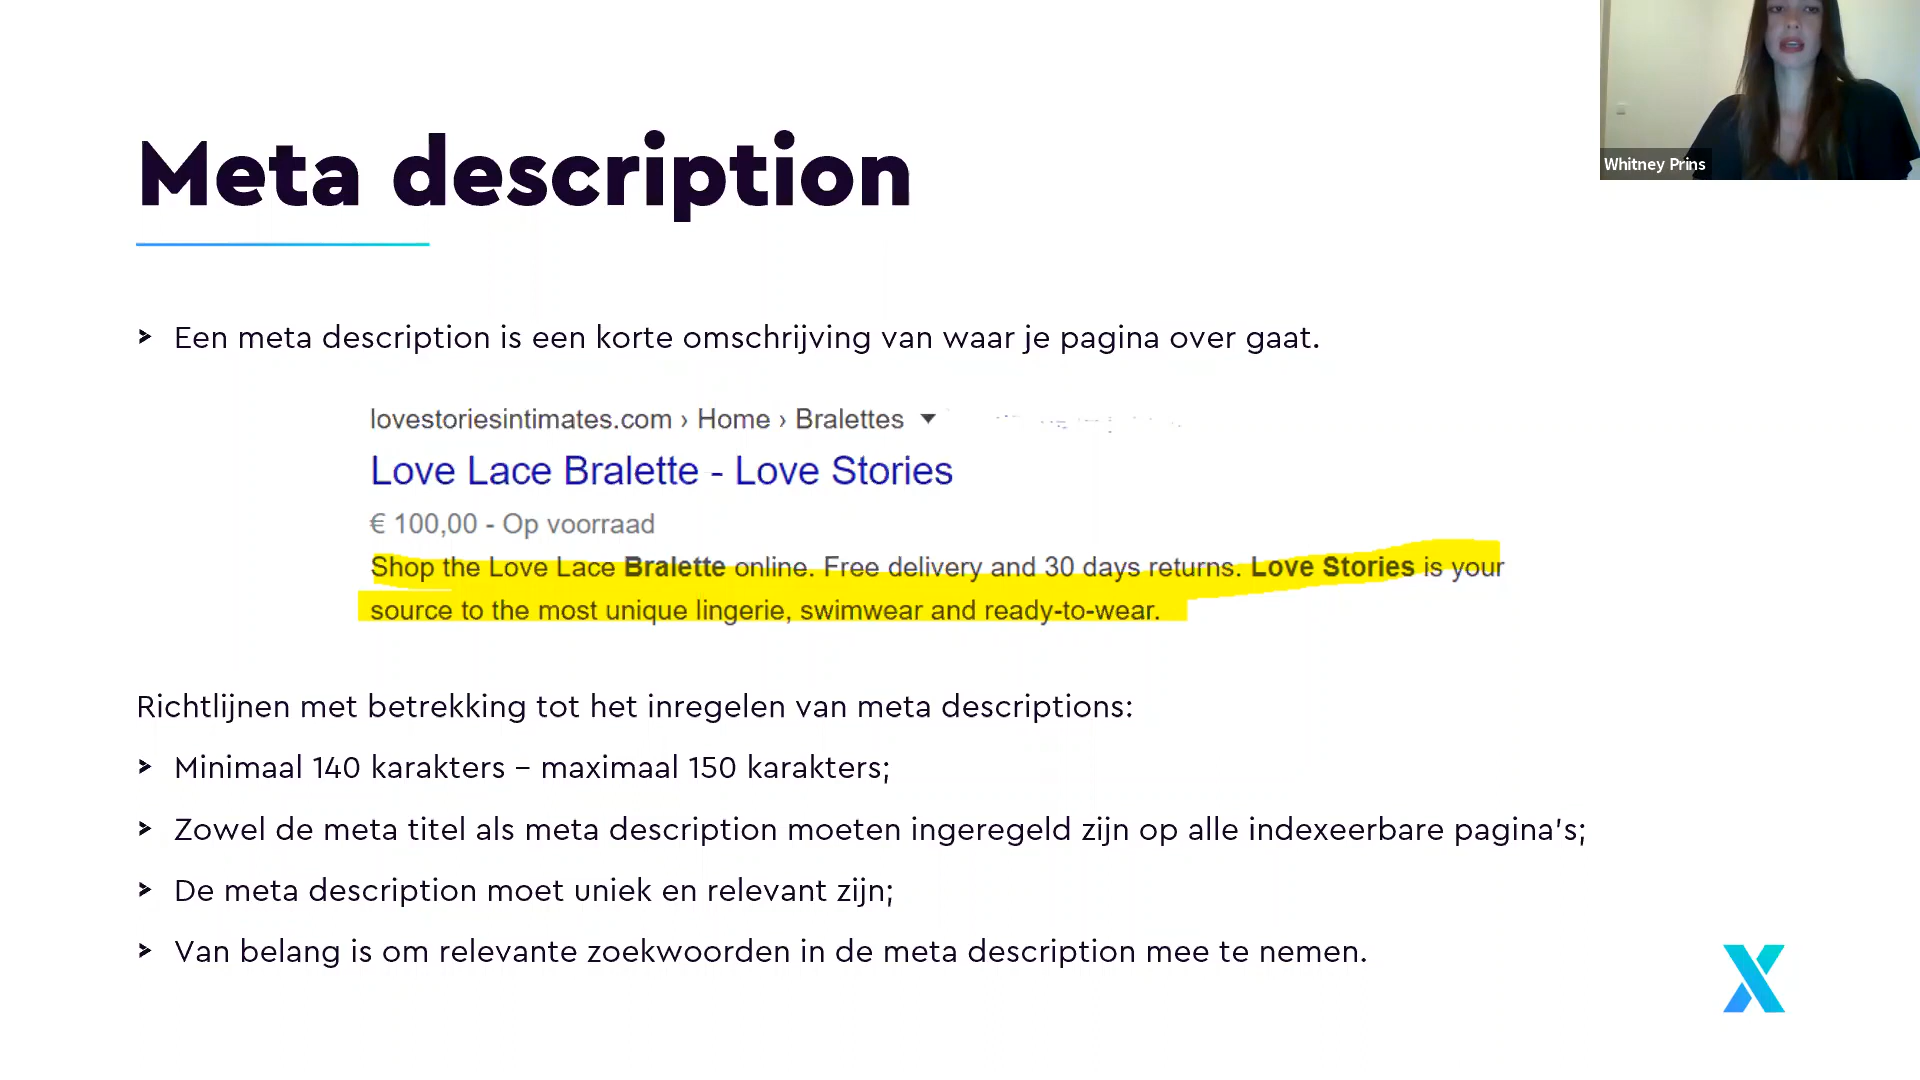 Whitney Prins
Meta description
➤ Een meta description is een korte omschrijving van waar je pagina over gaat.
lovestoriesintimates.com › Home › Bralettes ▼
Love Lace Bralette - Love Stories
€ 100,00 - Op voorraad
Shop the Love Lace Bralette online. Free delivery and 30 days returns. Love Stories is your
source to the most unique lingerie, swimwear and ready-to-wear.
Richtlijnen met betrekking tot het inregelen van meta descriptions:
➤ Minimaal 140 karakters – maximaal 150 karakters;
➤ Zowel de meta titel als meta description moeten ingeregeld zijn op alle indexeerbare pagina's;
➤ De meta description moet uniek en relevant zijn;
➤ Van belang is om relevante zoekwoorden in de meta description mee te nemen.